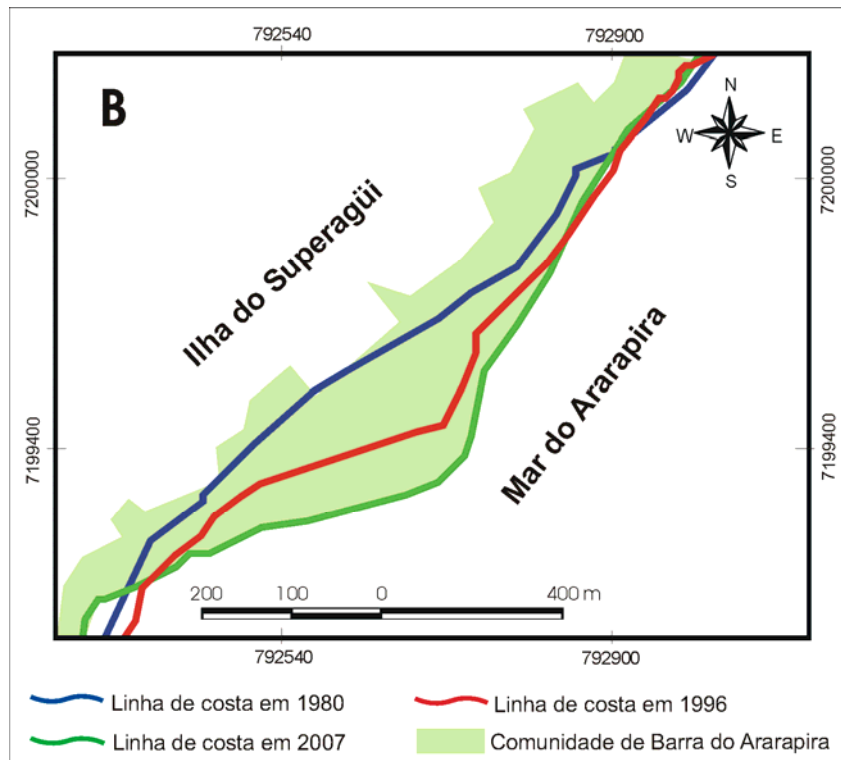 792540 792900
B
N
W E
S
7200000 7200000
Ilha do Superagüi
Mar do Ararapira
7199400 7199400
200 100 0 400 m
792540 792900
Linha de costa em 1980 Linha de costa em 1996
Linha de costa em 2007 Comunidade de Barra do Ararapira